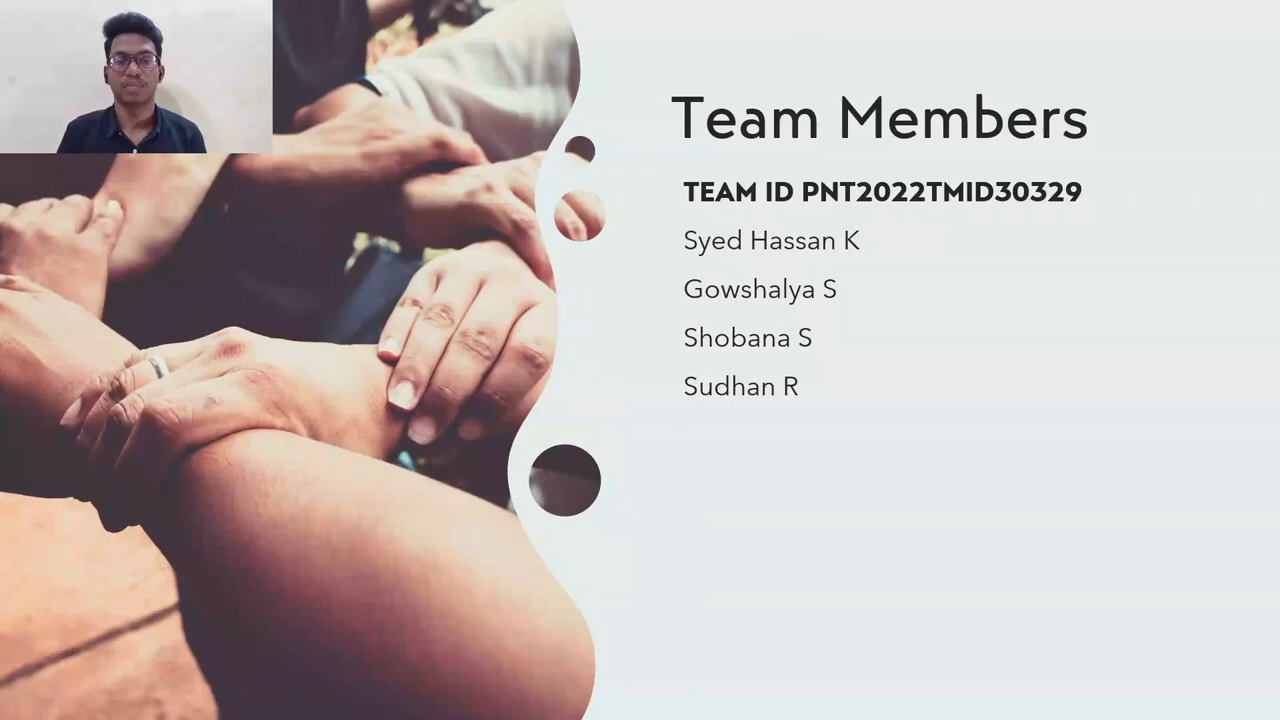 Team Members
TEAM ID PNT2022TMID30329
Syed Hassan K
Gowshalya S
Shobana S
Sudhan R